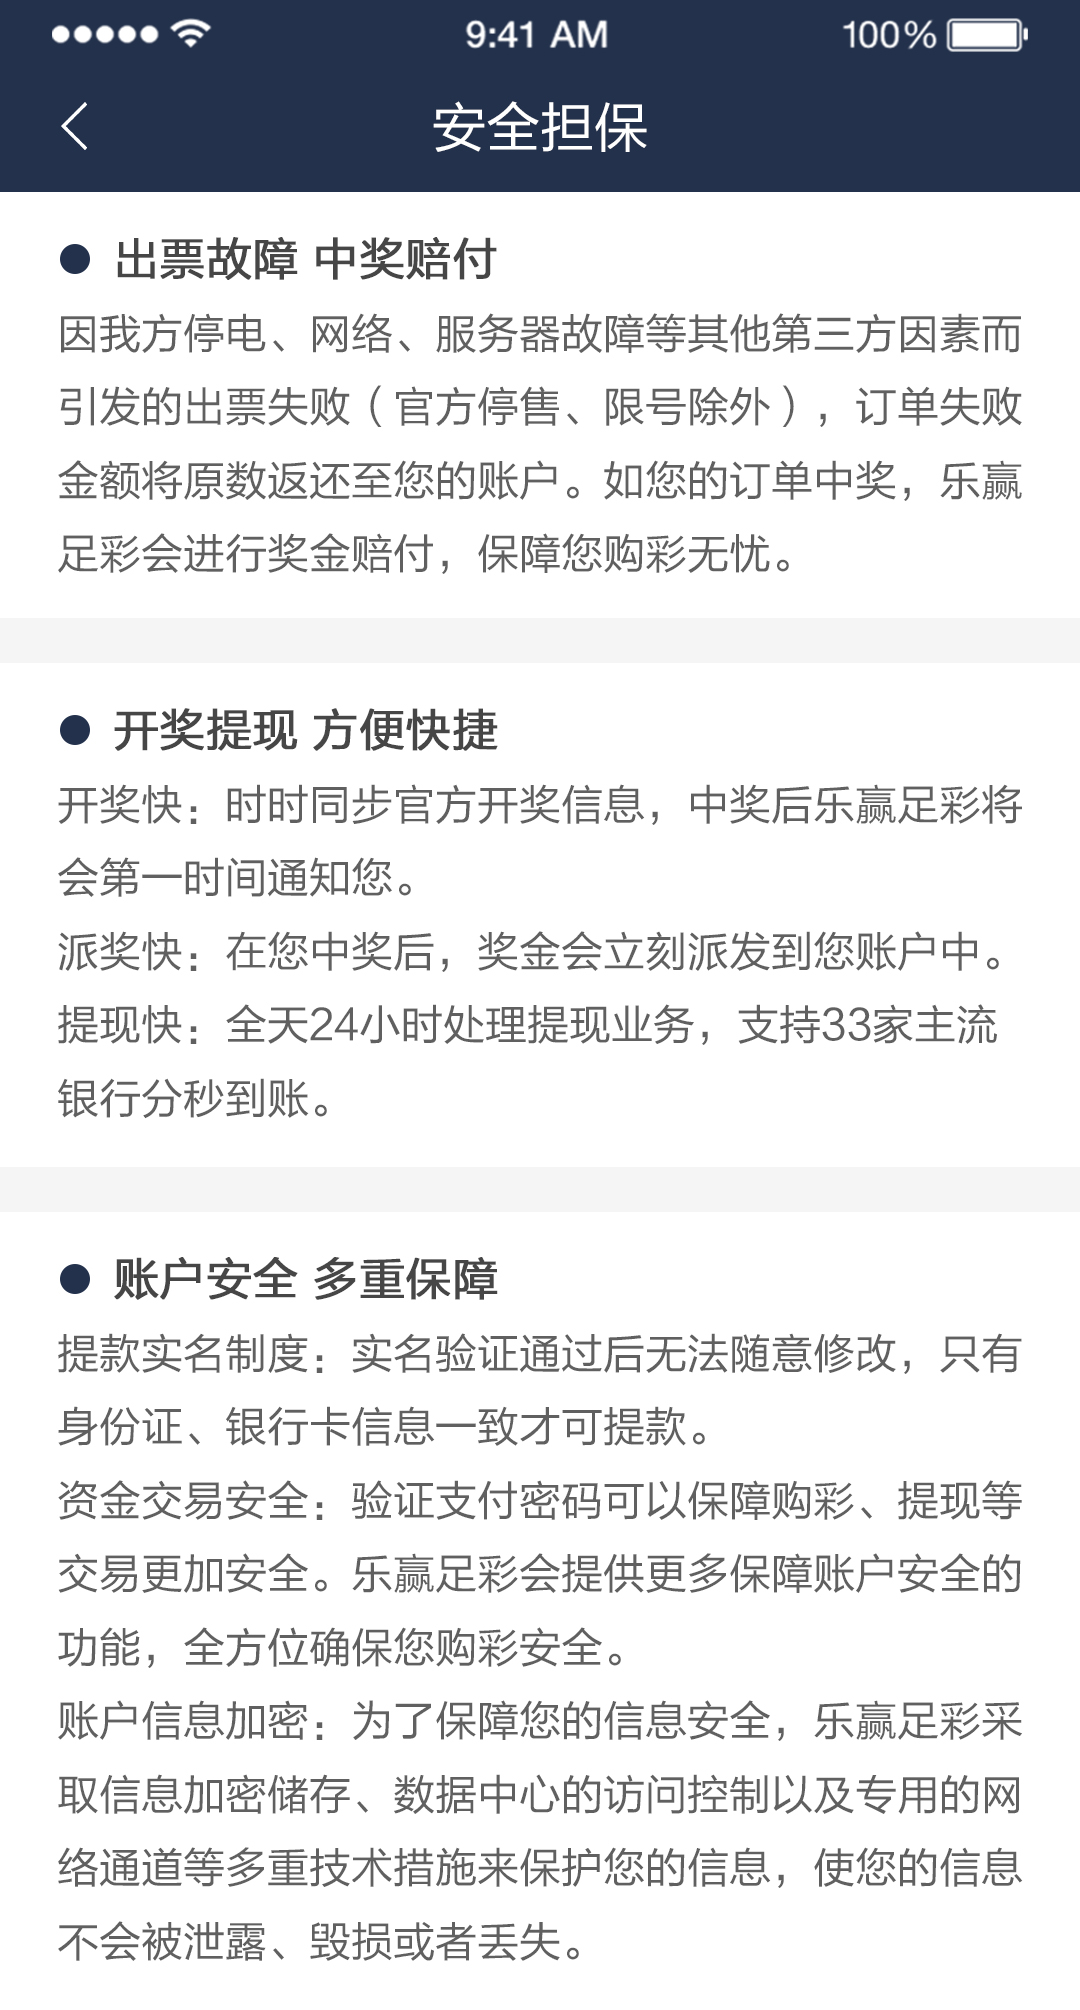 9:41 AM
100%
安全担保
出票故障 中奖赔付
因我方停电、网络、服务器故障等其他第三方因素而
引发的出票失败（官方停售、限号除外），订单失败
金额将原数返还至您的账户。如您的订单中奖，乐赢
足彩会进行奖金赔付，保障您购彩无忧。
开奖提现 方便快捷
开奖快：时时同步官方开奖信息，中奖后乐赢足彩将
会第一时间通知您。
派奖快：在您中奖后，奖金会立刻派发到您账户中。
提现快：全天24小时处理提现业务，支持33家主流
银行分秒到账。
账户安全 多重保障
提款实名制度：实名验证通过后无法随意修改，只有
身份证、银行卡信息一致才可提款。
资金交易安全：验证支付密码可以保障购彩、提现等
交易更加安全。乐赢足彩会提供更多保障账户安全的
功能，全方位确保您购彩安全。
账户信息加密：为了保障您的信息安全，乐赢足彩采
取信息加密储存、数据中心的访问控制以及专用的网
络通道等多重技术措施来保护您的信息，使您的信息
不会被泄露、毁损或者丢失。